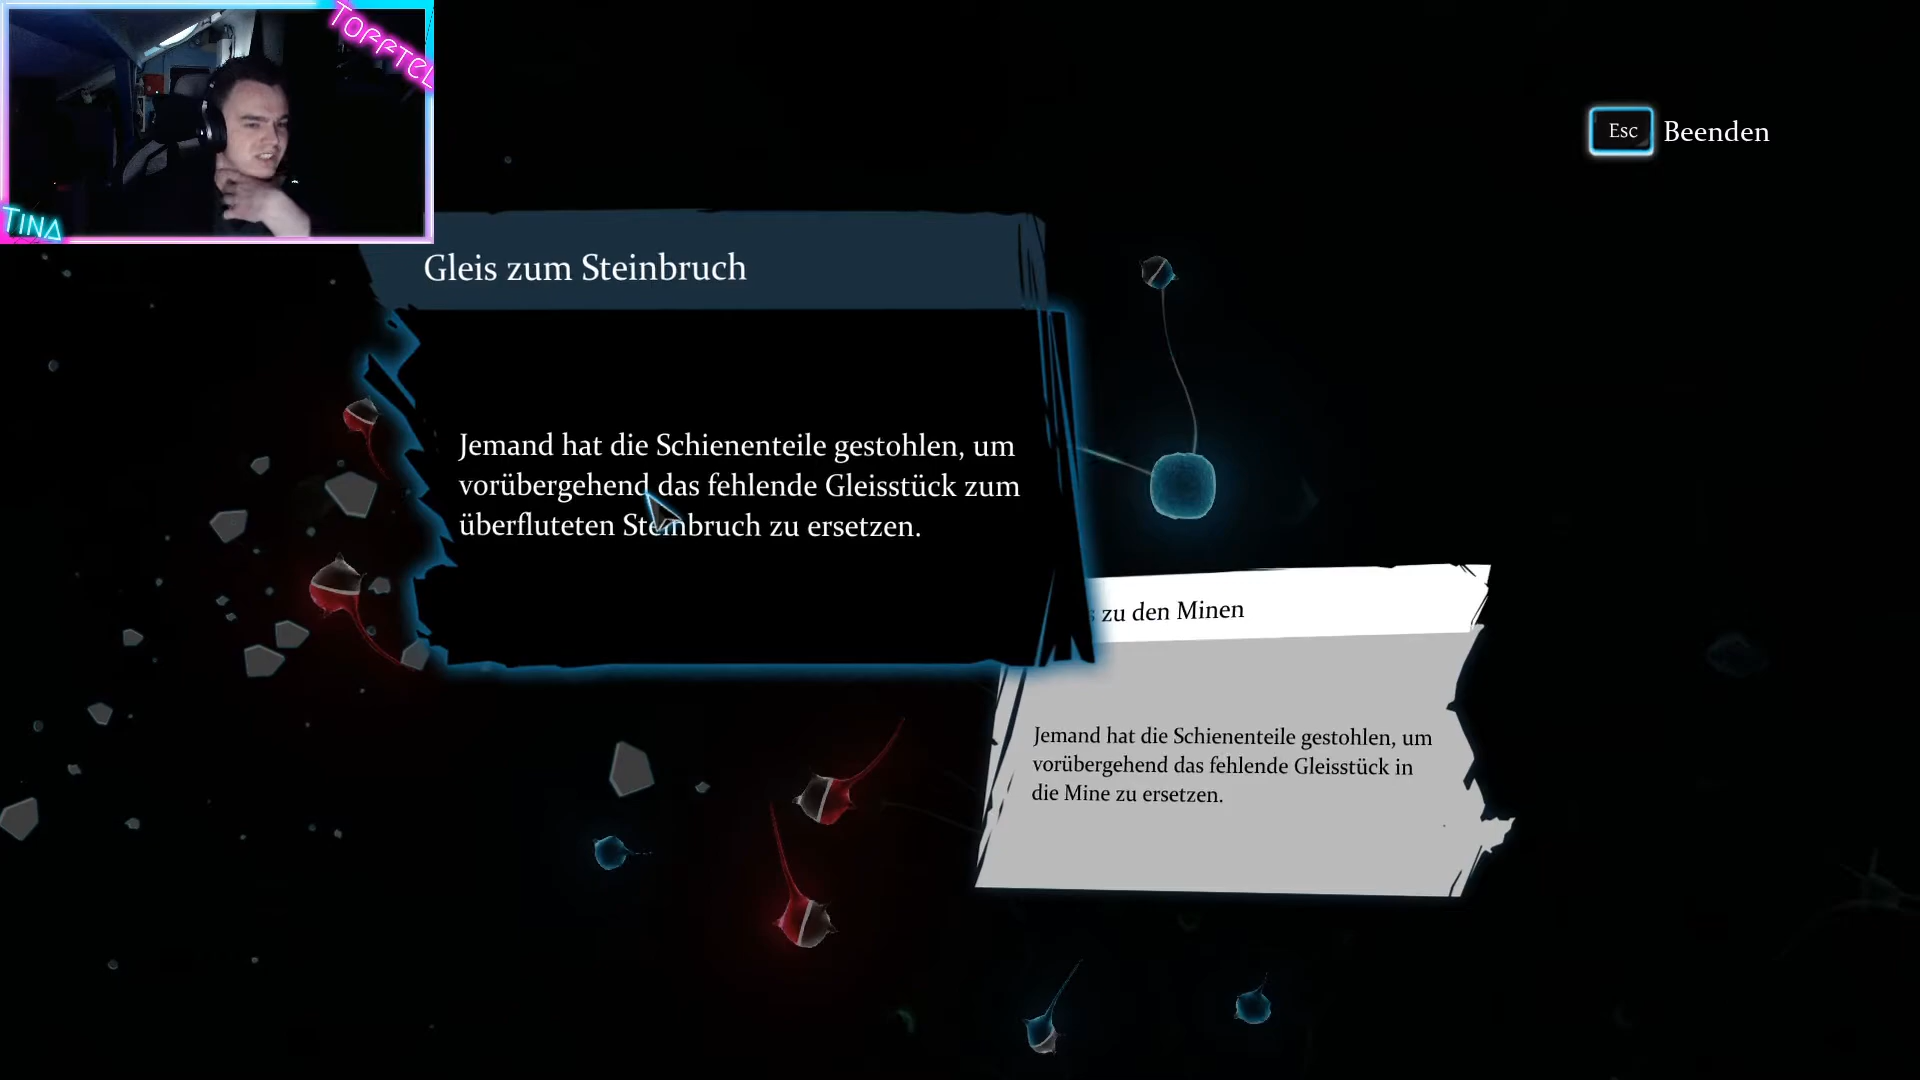 TOFFTEL
TINA
Esc Beenden
Gleis zum Steinbruch
Jemand hat die Schienenteile gestohlen, um
vorübergehend das fehlende Gleisstück zum
überfluteten Steinbruch zu ersetzen.
zu den Minen
Jemand hat die Schienenteile gestohlen, um
vorübergehend das fehlende Gleisstück in
die Mine zu ersetzen.